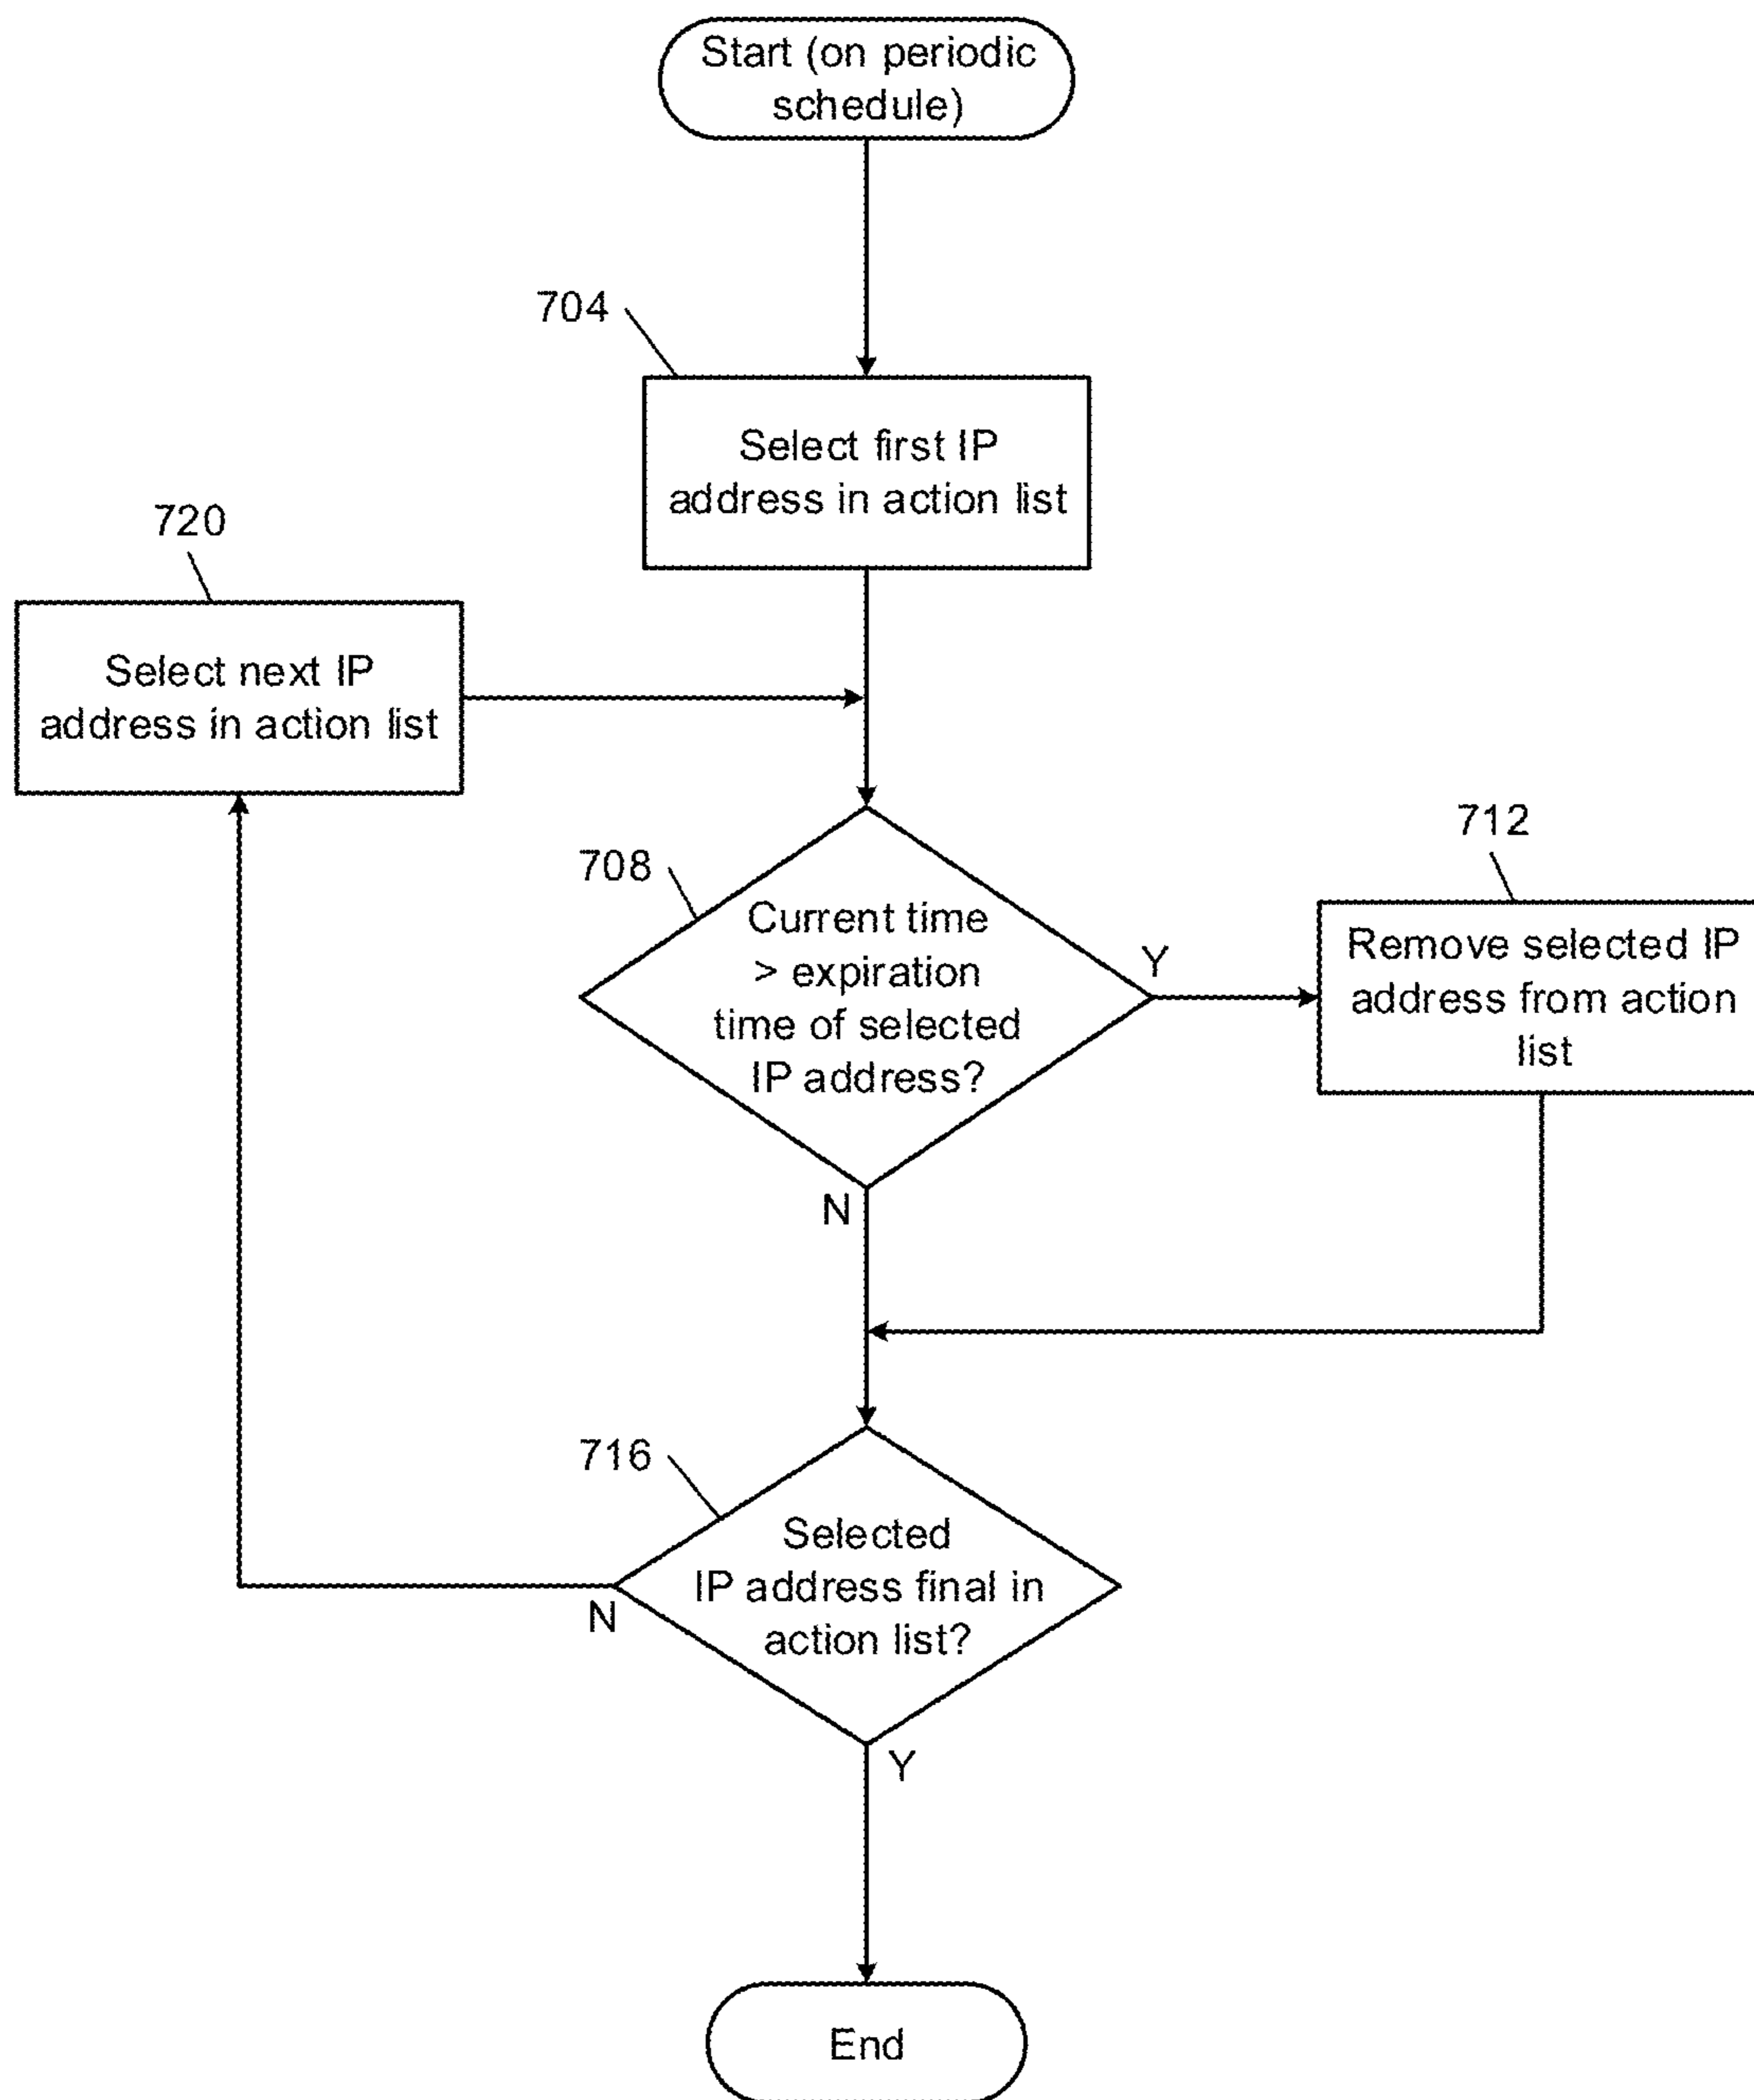 Start (on periodic
schedule)
704
Select first IP
address in action list
720
Select next IP
address in action list
708
Current time
> expiration
time of selected
IP address?
Y
712
Remove selected IP
address from action
list
N
716
Selected
IP address final in
action list?
N
Y
End